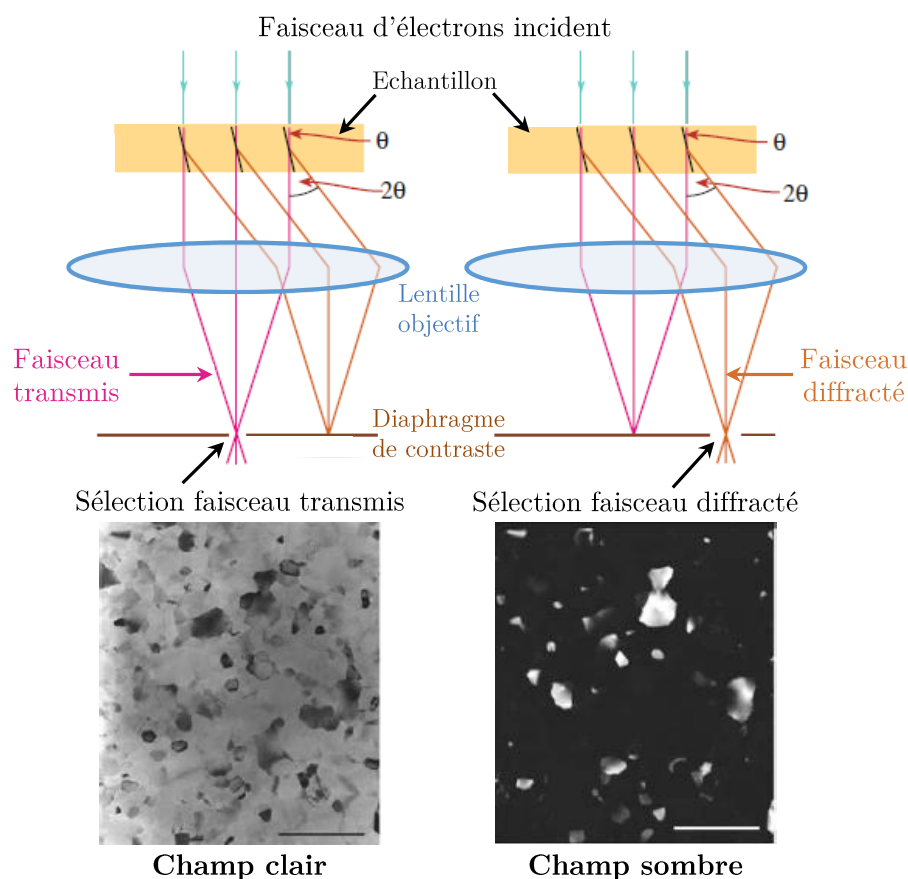 Faisceau d'électrons incident
Echantillon
θ
2θ
θ
2θ
Lentille
objectif
Faisceau
transmis
Faisceau
diffracté
Diaphragme
de contraste
Sélection faisceau transmis
Sélection faisceau diffracté
Champ clair
Champ sombre